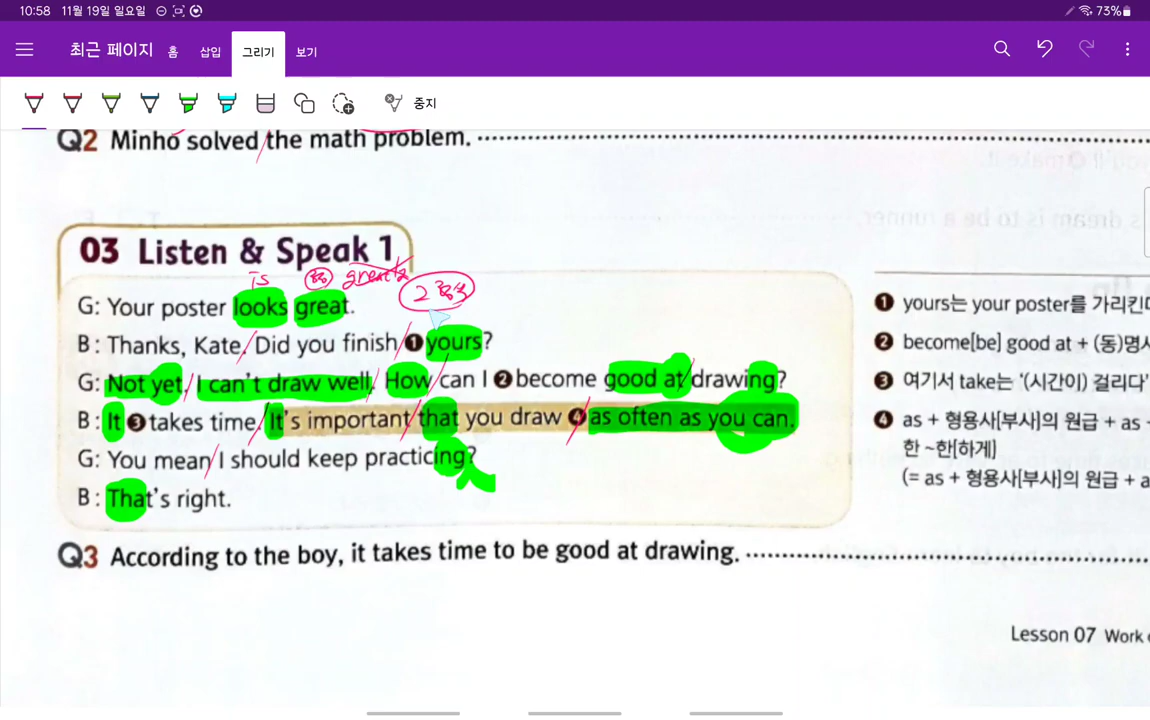 10:58 11월 19일 일요일 73%
최근 페이지 홈 삽입 그리기 보기
중지
Q2 Minho solved the math problem.
03 Listen & Speak 1
is 형 greatly
2형식
G: Your poster looks great.
B: Thanks, Kate. Did you finish ❶ yours?
G: Not yet. I can't draw well. How can I ❷ become good at drawing?
B: It ❸ takes time. It's important that you draw ❹ as often as you can.
G: You mean I should keep practicing?
B: That's right.
❶ yours는 your poster를 가리킨다
❷ become[be] good at + (동)명사
❸ 여기서 take는 '(시간이) 걸리다'
❹ as + 형용사[부사]의 원급 + as
한 ~한[하게]
(= as + 형용사[부사]의 원급 + a
Q3 According to the boy, it takes time to be good at drawing.
Lesson 07 Work